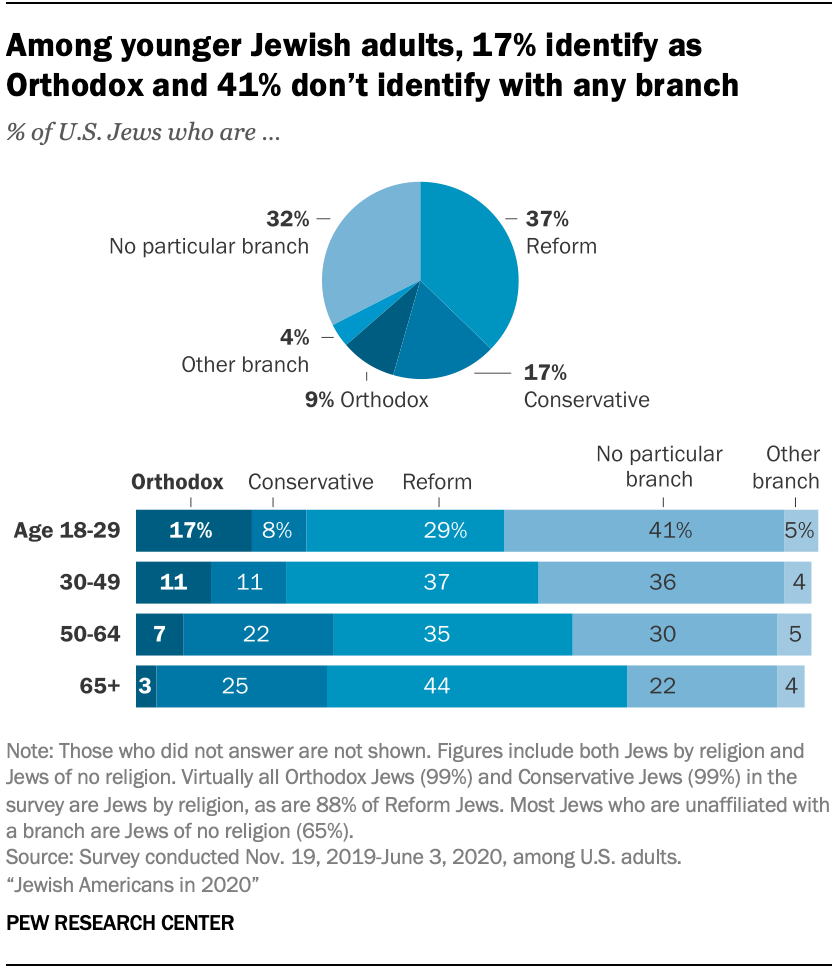 Among younger Jewish adults, 17% identify as
Orthodox and 41% don’t identify with any branch
% of U.S. Jews who are ...
32%
No particular branch
37%
Reform
4%
Other branch
17%
Conservative
9% Orthodox
No particular
branch
Other
branch
Orthodox Conservative Reform
Age 18-29 17% 8% 29% 41% 5%
30-49 11 11 37 36 4
50-64 7 22 35 30 5
65+ 3 25 44 22 4
Note: Those who did not answer are not shown. Figures include both Jews by religion and
Jews of no religion. Virtually all Orthodox Jews (99%) and Conservative Jews (99%) in the
survey are Jews by religion, as are 88% of Reform Jews. Most Jews who are unaffiliated with
a branch are Jews of no religion (65%).
Source: Survey conducted Nov. 19, 2019-June 3, 2020, among U.S. adults.
“Jewish Americans in 2020”
PEW RESEARCH CENTER